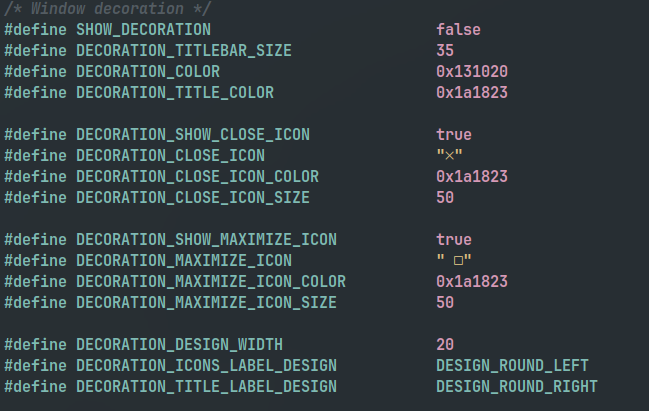 /* Window decoration */
#define SHOW_DECORATION false
#define DECORATION_TITLEBAR_SIZE 35
#define DECORATION_COLOR 0x131020
#define DECORATION_TITLE_COLOR 0x1a1823
#define DECORATION_SHOW_CLOSE_ICON true
#define DECORATION_CLOSE_ICON "×"
#define DECORATION_CLOSE_ICON_COLOR 0x1a1823
#define DECORATION_CLOSE_ICON_SIZE 50
#define DECORATION_SHOW_MAXIMIZE_ICON true
#define DECORATION_MAXIMIZE_ICON " □"
#define DECORATION_MAXIMIZE_ICON_COLOR 0x1a1823
#define DECORATION_MAXIMIZE_ICON_SIZE 50
#define DECORATION_DESIGN_WIDTH 20
#define DECORATION_ICONS_LABEL_DESIGN DESIGN_ROUND_LEFT
#define DECORATION_TITLE_LABEL_DESIGN DESIGN_ROUND_RIGHT